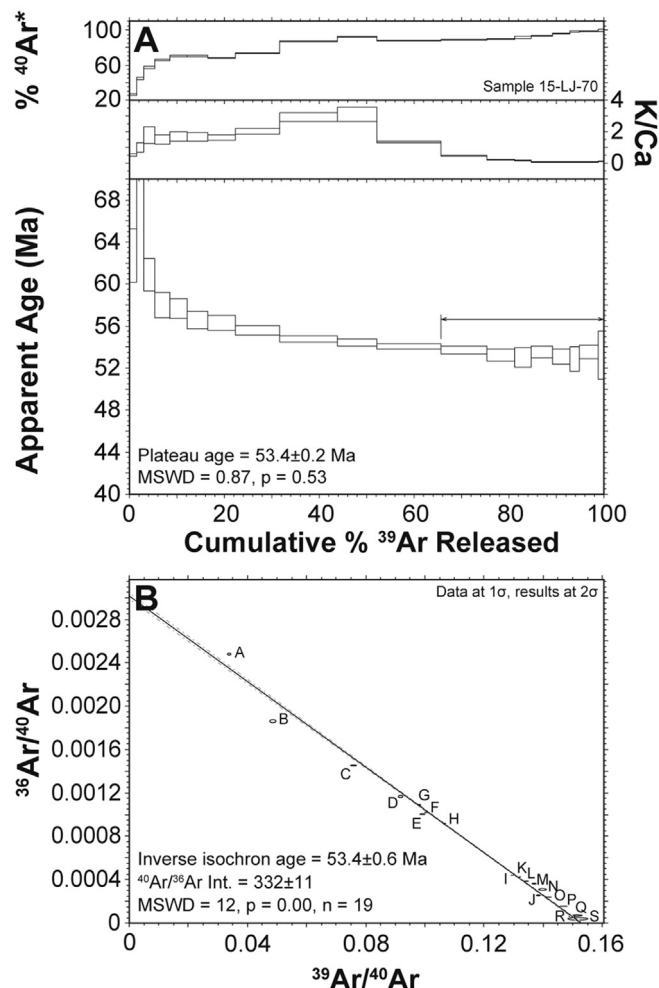 A
% ⁴⁰Ar*
100
80
60
40
20
Sample 15-LJ-70
K/Ca
4
2
0
Apparent Age (Ma)
68
64
60
56
52
48
44
40
Plateau age = 53.4±0.2 Ma
MSWD = 0.87, p = 0.53
0 20 40 60 80 100
Cumulative % ³⁹Ar Released
B
Data at 1σ, results at 2σ
³⁶Ar/⁴⁰Ar
0.0028
0.0024
0.0020
0.0016
0.0012
0.0008
0.0004
0
A
B
C
D
G
F
E
H
I
K
L
M
N
J
O
P
Q
R
S
Inverse isochron age = 53.4±0.6 Ma
⁴⁰Ar/³⁶Ar Int. = 332±11
MSWD = 12, p = 0.00, n = 19
0 0.04 0.08 0.12 0.16
³⁹Ar/⁴⁰Ar